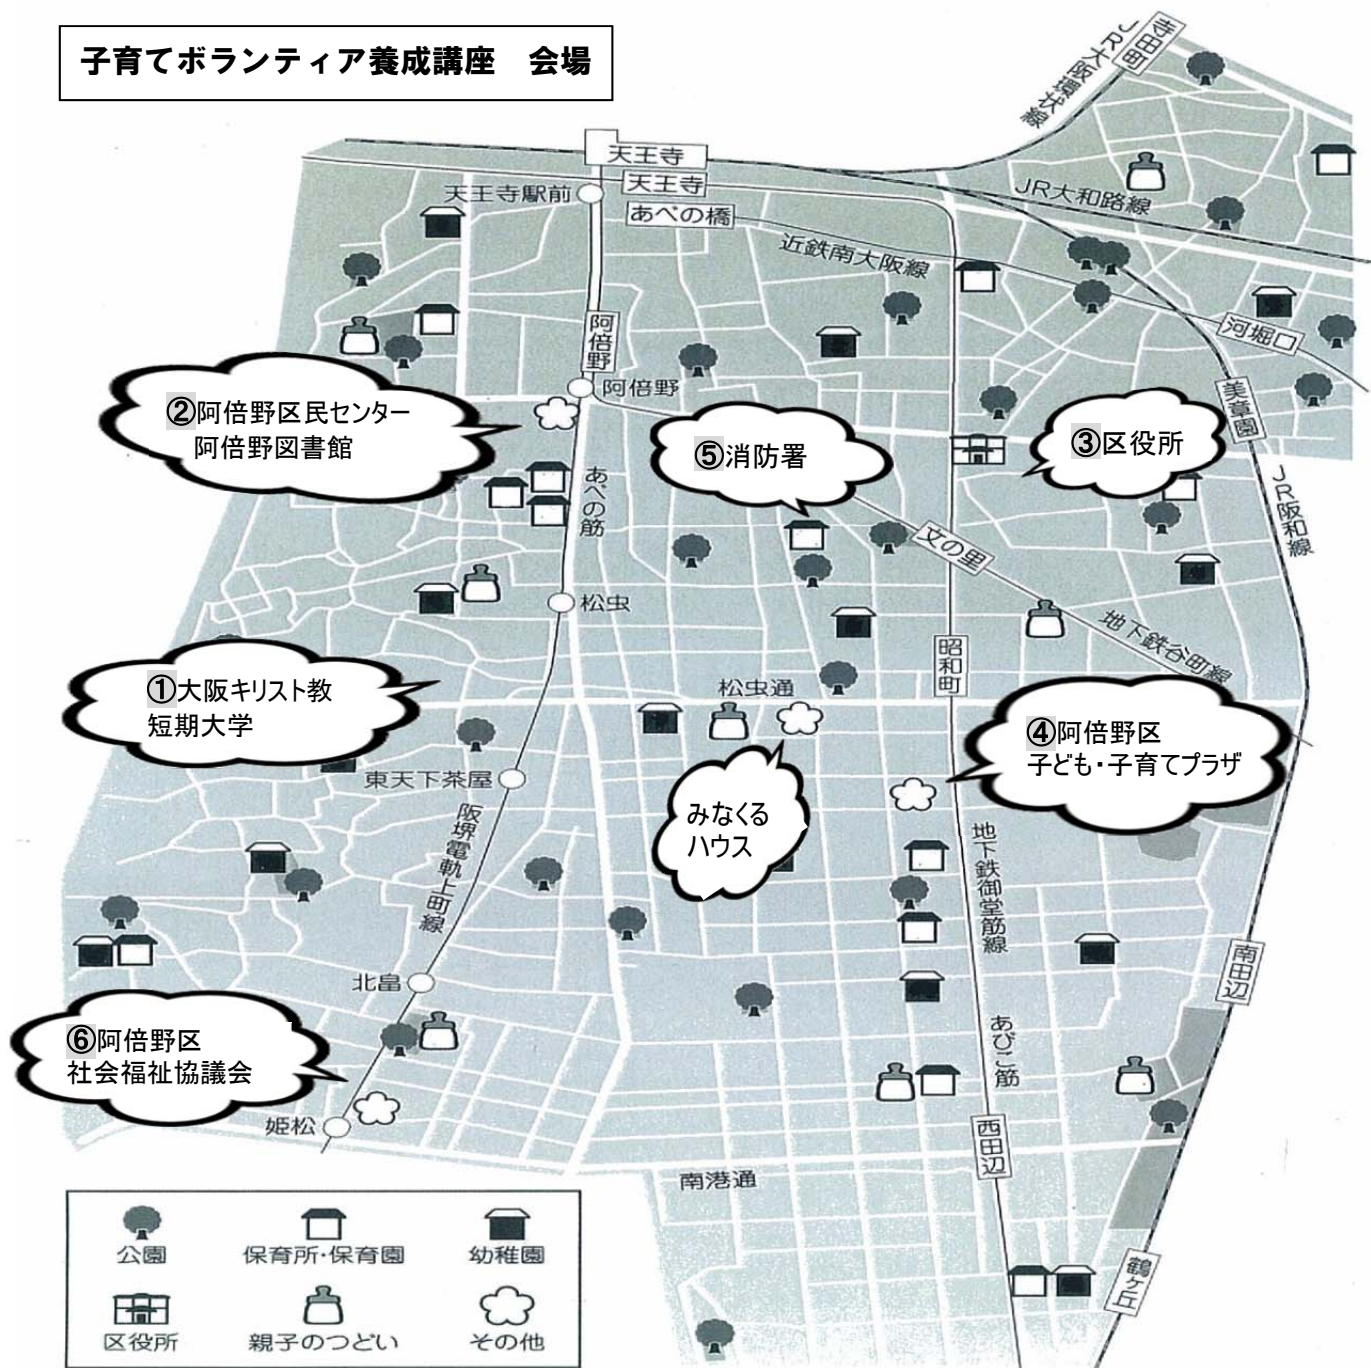 子育てボランティア養成講座　会場
寺田町
JR大阪環状線
天王寺
天王寺
天王寺駅前
あべの橋
JR大和路線
近鉄南大阪線
河堀口
阿倍野
阿倍野
美章園
②阿倍野区民センター
阿倍野図書館
⑤消防署
③区役所
あべの筋
文の里
JR阪和線
松虫
地下鉄谷町線
昭和町
①大阪キリスト教
短期大学
松虫通
④阿倍野区
子ども・子育てプラザ
東天下茶屋
みなくる
ハウス
阪堺電軌上町線
地下鉄御堂筋線
南田辺
北畠
⑥阿倍野区
社会福祉協議会
あびこ筋
姫松
西田辺
南港通
鶴ヶ丘
公園
保育所・保育園
幼稚園
区役所
親子のつどい
その他